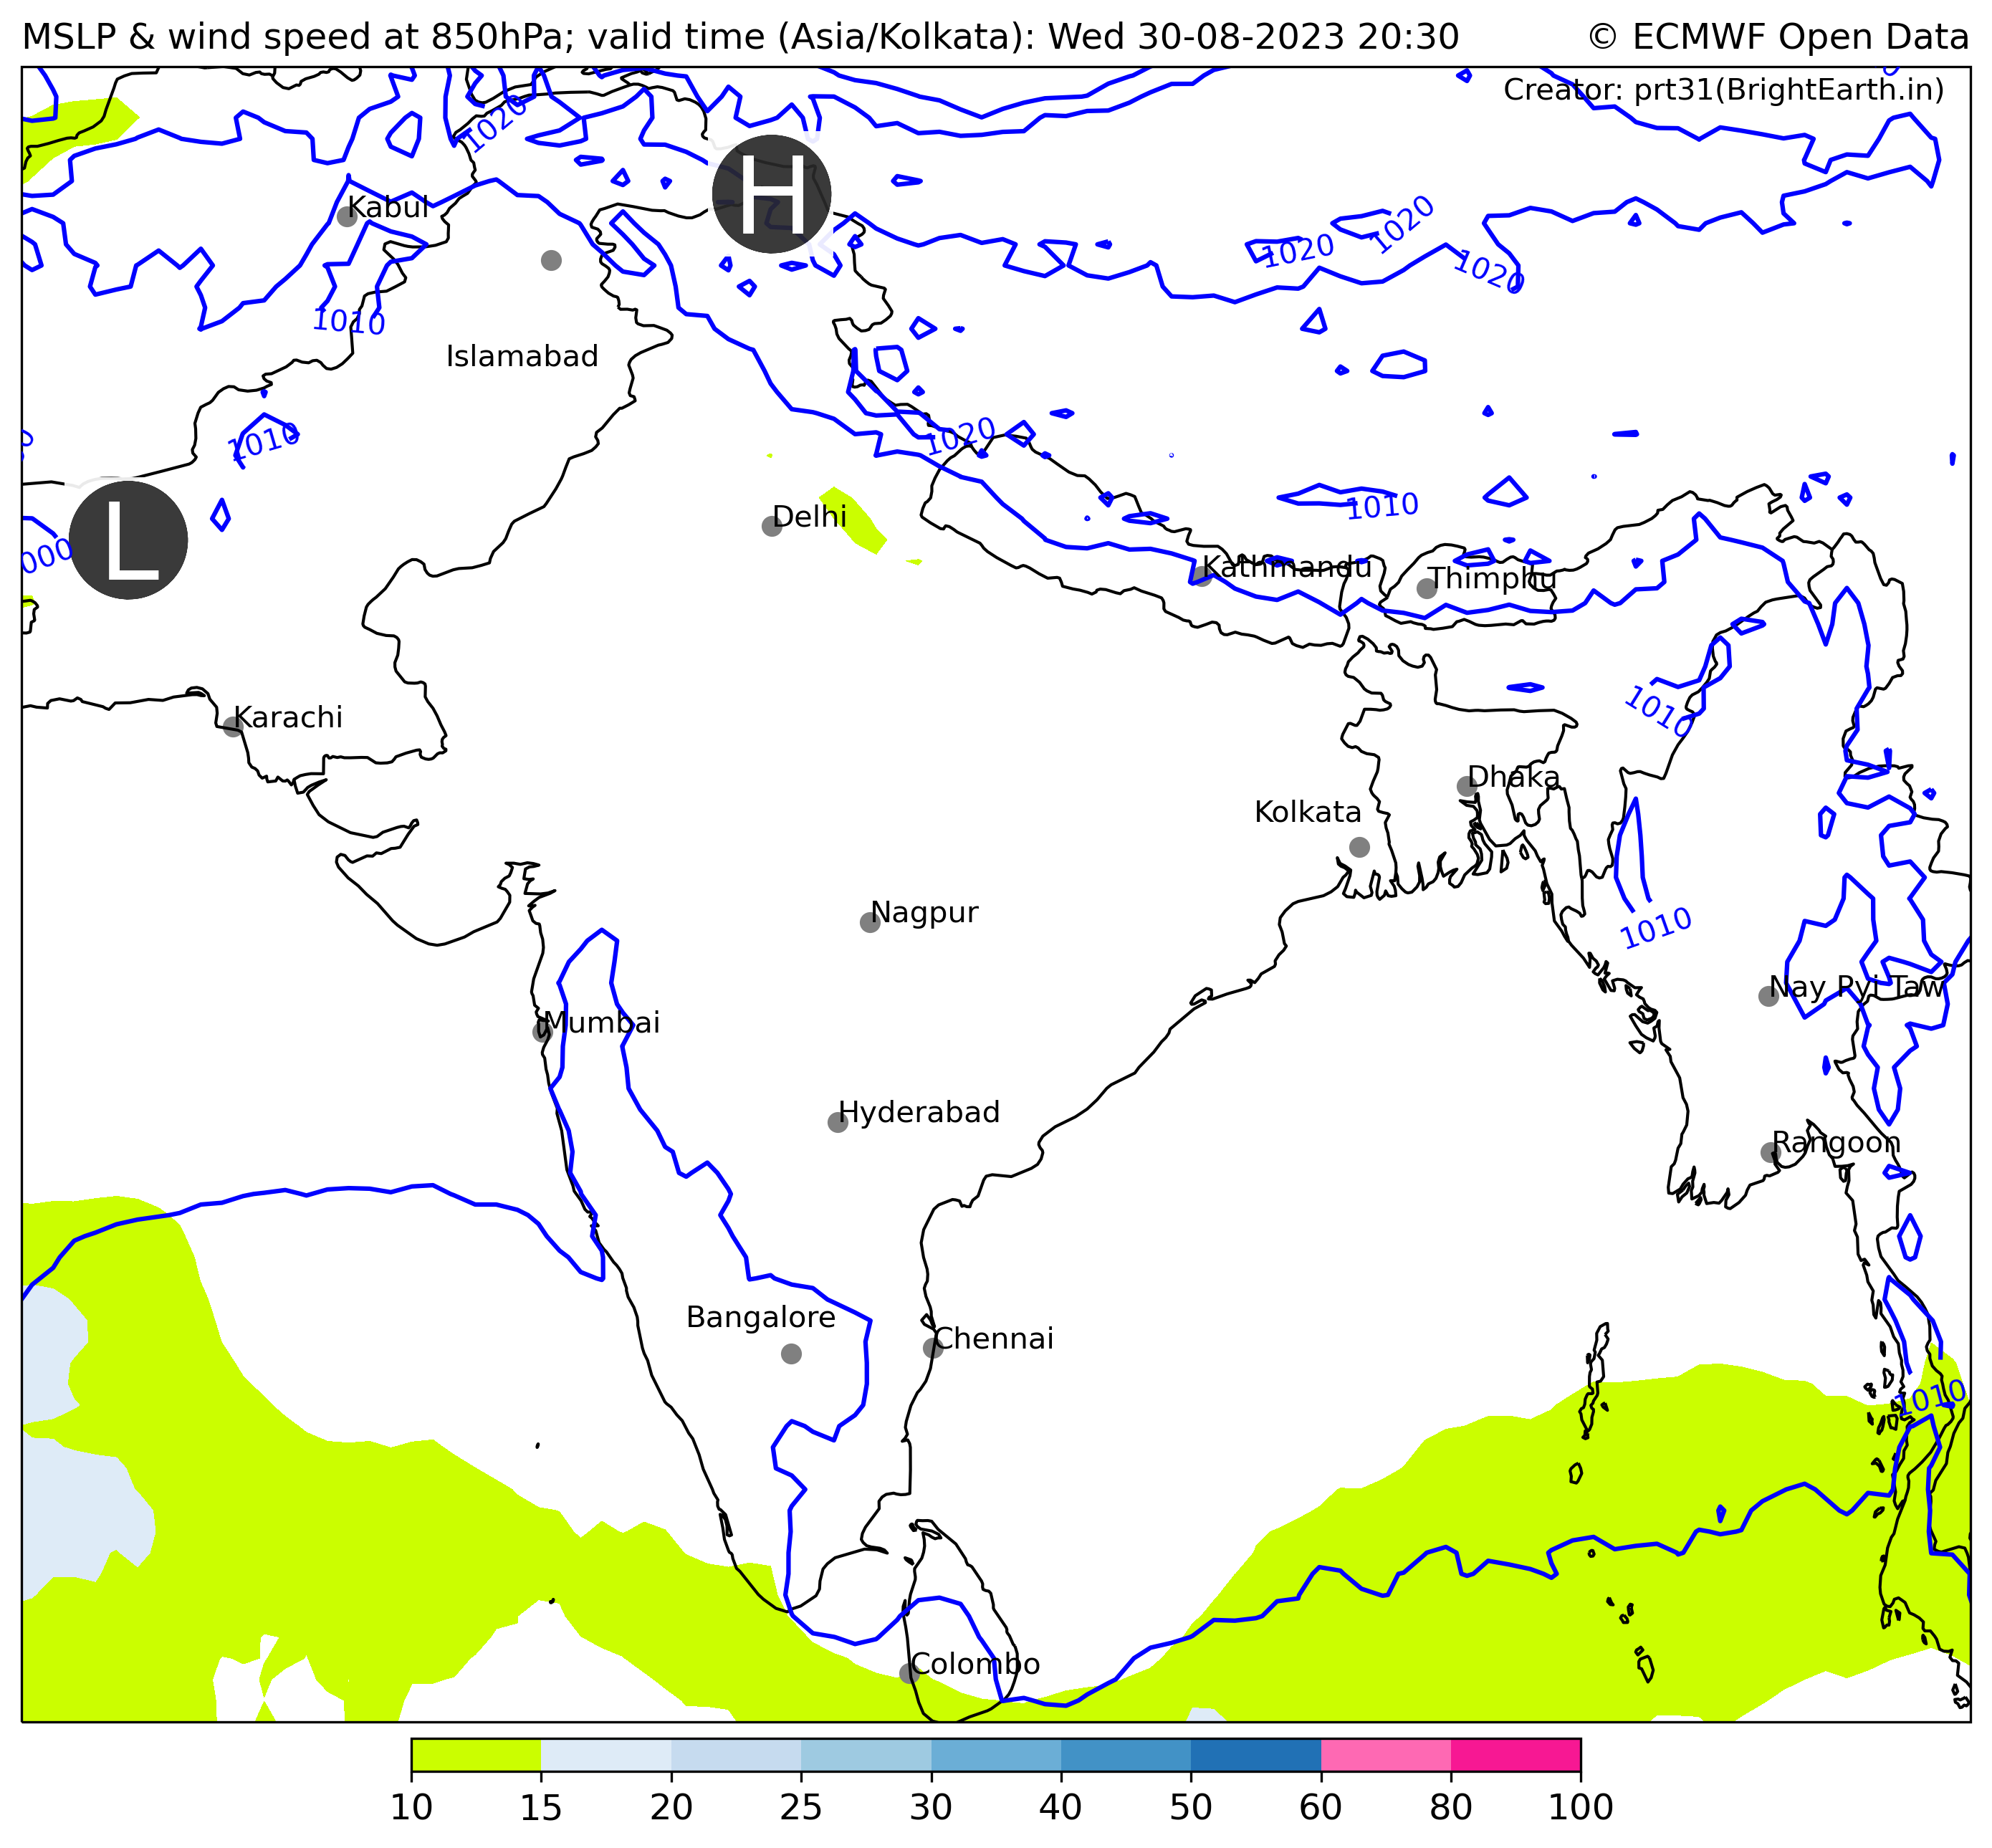 MSLP & wind speed at 850hPa; valid time (Asia/Kolkata): Wed 30-08-2023 20:30
© ECMWF Open Data
Creator: prt31(BrightEarth.in)
1020
H
Kabul
1020
1020
1020
1010
Islamabad
1020
1010
1010
Delhi
L
000
Kathmandu
Thimphu
1010
Karachi
Dhaka
Kolkata
Nagpur
1010
Nay Pyi Taw
Mumbai
Hyderabad
Rangoon
Bangalore
Chennai
1010
Colombo
10 15 20 25 30 40 50 60 80 100